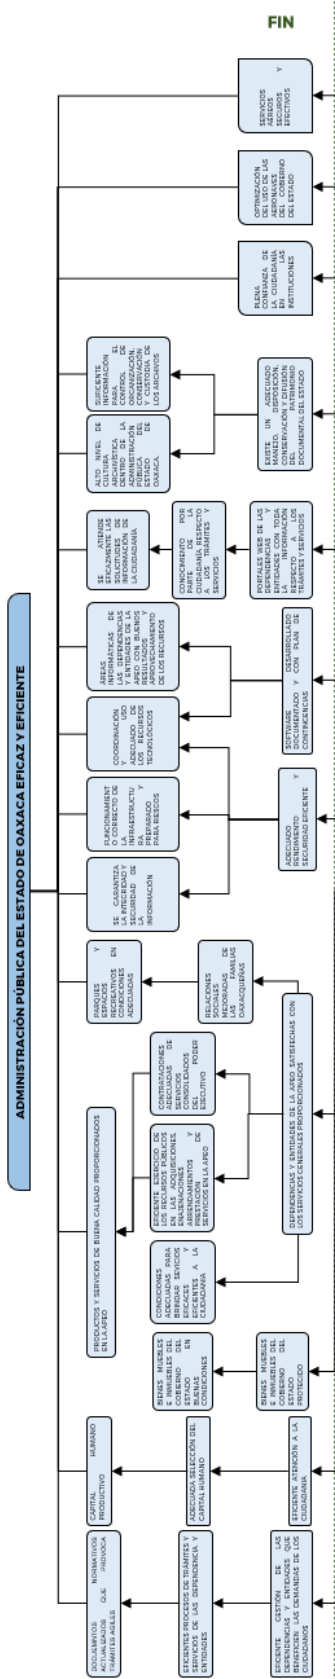 FIN
ADMINISTRACIÓN PÚBLICA DEL ESTADO DE OAXACA EFICAZ Y EFICIENTE
DOCUEMNTOS NORMATIVOS
ACTUALIZADOS QUE PROVOCA
TRÁMITES AGILES
CAPITAL HUMANO
PRODUCTIVO
PRODUCTOS Y SERVICIOS DE BUENA CALIDAD PROPORCIONADOS
EN LA APEO
PARQUES Y
ESPACIOS
RECREATIVOS EN
CONDICIONES
ADECUADAS
SE GARANTIZA
LA INTEGRIDAD Y
SEGURIDAD DE
LA
INFORMACIÓN
FUNCIONAMIENT
O CORRECTO DE
LA
INFRAESTRUCTU
RA Y
PREPARADO
PARA RIESGOS
COORDINACIÓN
Y USO
ADECUADO DE
LOS RECURSOS
TECNOLÓGICOS
ÁREAS
INFORMÁTICAS DE
LAS DEPENDENCIAS
Y ENTIDADES DE LA
APEO CON BUENOS
RESULTADOS Y
APROVECHAMIENTO
DE LOS RECURSOS
SE ATIENDE
EFICAZMENTE LAS
SOLICITUDES DE
INFORMACIÓN DE
LA CIUDADANÍA
ALTO NIVEL DE
CULTURA
ARCHIVÍSTICA
DENTRO DE LA
ADMINISTRACIÓN
PÚBLICA DEL
ESTADO DE
OAXACA.
SUFICIENTE
INFORMACIÓN
PARA EL
CONTROL DE
ORGANIZACIÓN,
CONSERVACIÓN
Y CUSTODIA DE
LOS ARCHIVOS
EFICIENTES PROCESOS DE TRÁMITES Y
SERVICIOS DE LAS DEPENDENCIA Y
ENTIDADES
ADECUADA SELECCIÓN DEL
CAPITAL HUMANO
BIENES MUEBLES
E INMUEBLES DEL
GOBIERNO DEL
ESTADO EN
BUENAS
CONDICIONES
CONDICIONES
ADECUADAS PARA
BRINDAR SEVICIOS
EFICACES Y
EFICIENTES A LA
CIUDADANIA
EFICIENTE EJERCICIO DE
LOS RECURSOS PÚBLICOS
EN LAS ADQUISICIONES,
ENAJENACIONES
ARRENDAMIENTOS Y
PRESTACIÓN DE
SERVICIOS EN LA APEO
CONTRATACIONES
ADECUADAS DE
SERVICIOS
CONSOLIDADOS
DEL PODER
EJECUTIVO
RELACIONES
SOCIALES
MEJORADAS DE
LAS FAMILIAS
OAXAQUEÑAS
CONOCIMIENTO POR
PARTE DE LA
CIUDADANÍA RESPECTO
A LOS TRÁMITES Y
SERVICIOS
EFICIENTE GESTIÓN DE LAS
DEPENDENCIAS Y ENTIDADES QUE
BENEFICIEN LAS DEMANDAS DE LOS
CIUDADANOS
EFICIENTE ATENCIÓN A LA
CIUDADANIA
BIENES MUEBLES
E INMUEBLES DEL
GOBIERNO DEL
ESTADO
PROTEGIDO
DEPENDENCIAS Y ENTIDADES DE LA APEO SATISFECHAS CON
LOS SERVICIOS GENERALES PROPORCIONADOS
ADECUADO
RENDIMIENTO Y
SEGURIDAD EFICIENTE
SOFTWARE DESARROLLADO
DOCUMENTADO Y CON PLAN DE
CONTINGENCIAS
PORTALES WEB DE LAS
DEPENDENCIAS Y
ENTIDADES CON TODA
LA INFORMACIÓN
RESPECTO A LOS
TRÁMITES Y SERVICIOS
EXISTE UN ADECUADO
MANEJO, DISPOSICIÓN,
CONSERVACIÓN Y DIFUSIÓN
DEL PATRIMONIO
DOCUMENTAL DEL ESTADO
PLENA
CONFIANZA DE
LA CIUDADANÍA
EN LAS
INSTITUCIONES
OPTIMIZACIÓN
DEL USO DE LAS
AERONAVES
DEL GOBIERNO
DEL ESTADO
SERVICIOS
AÉREOS Y
SEGUROS
EFECTIVOS